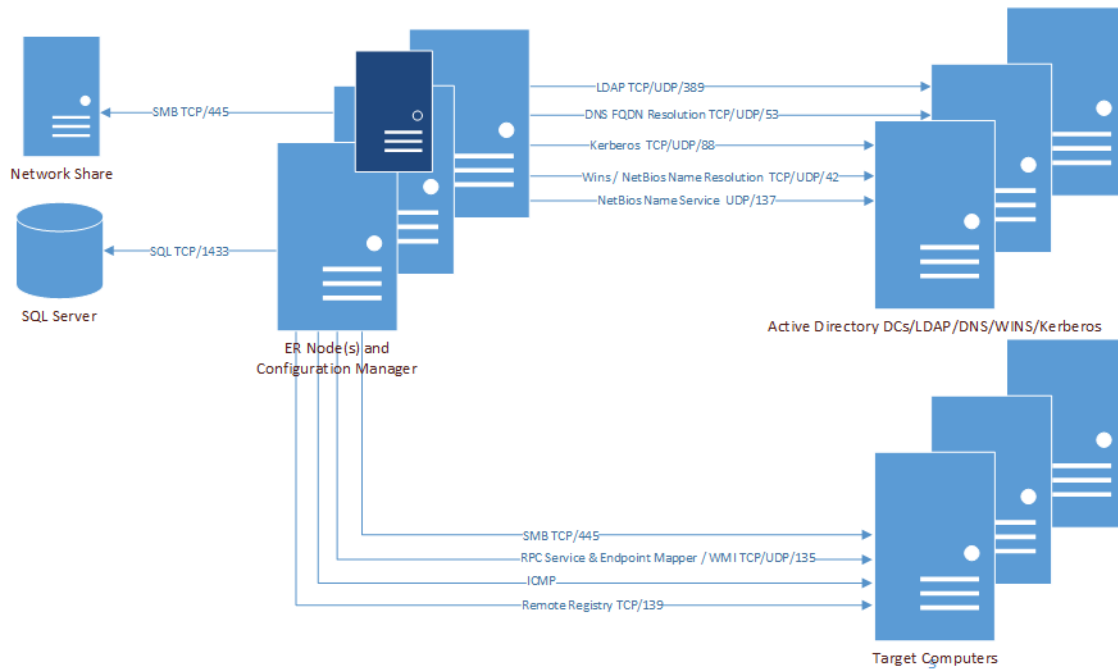 LDAP TCP/UDP/389
SMB TCP/445
DNS FQDN Resolution TCP/UDP/53
Kerberos TCP/UDP/88
Network Share
Wins / NetBios Name Resolution TCP/UDP/42
NetBios Name Service UDP/137
SQL TCP/1433
SQL Server
Active Directory DCs/LDAP/DNS/WINS/Kerberos
ER Node(s) and
Configuration Manager
SMB TCP/445
RPC Service & Endpoint Mapper / WMI TCP/UDP/135
ICMP
Remote Registry TCP/139
Target Computers